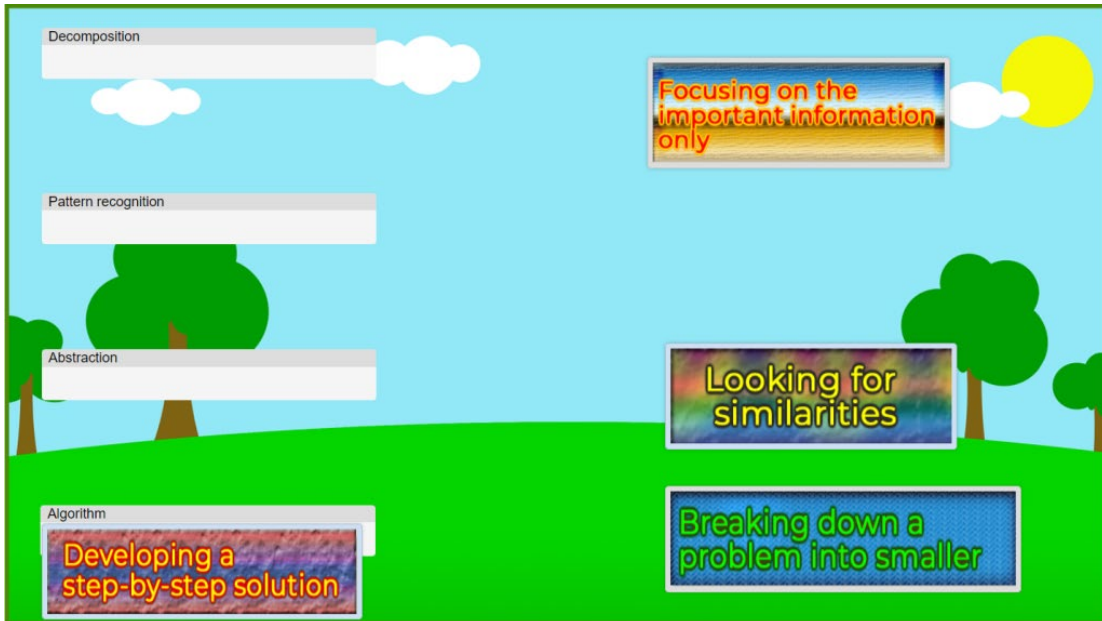 Decomposition
Focusing on the
important information
only
Pattern recognition
Abstraction
Looking for
similarities
Algorithm
Developing a
step-by-step solution
Breaking down a
problem into smaller